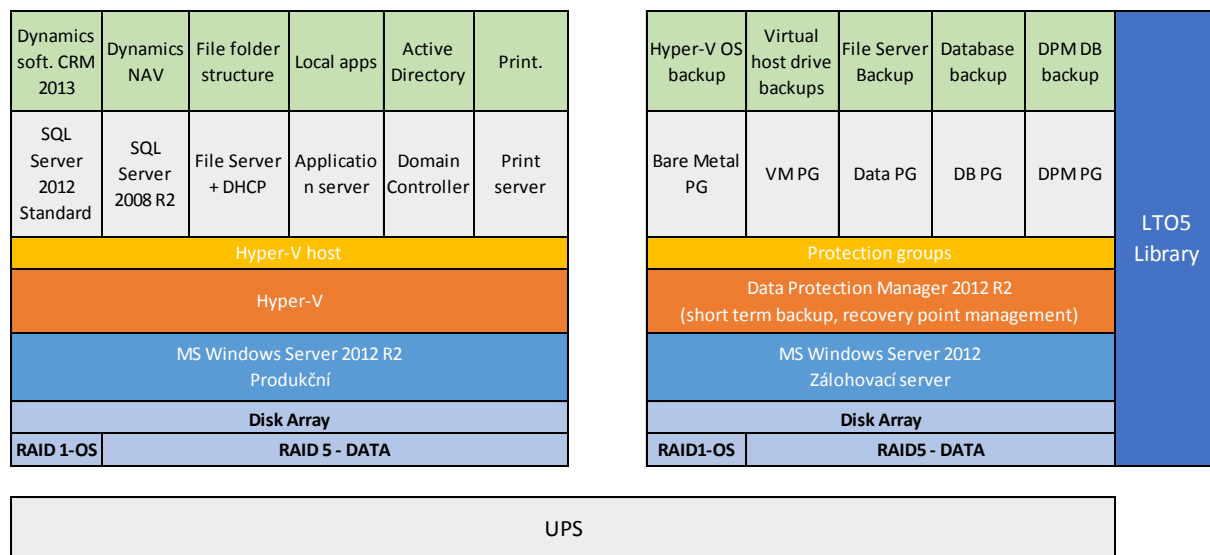 Dynamics
soft. CRM
2013
Dynamics
NAV
File folder
structure
Local apps
Active
Directory
Print.
SQL
Server
2012
Standard
SQL
Server
2008 R2
File Server
+ DHCP
Applicatio
n server
Domain
Controller
Print
server
Hyper-V host
Hyper-V
MS Windows Server 2012 R2
Produkční
Disk Array
RAID 1-OS
RAID 5 - DATA
Hyper-V OS
backup
Virtual
host drive
backups
File Server
Backup
Database
backup
DPM DB
backup
Bare Metal
PG
VM PG
Data PG
DB PG
DPM PG
Protection groups
Data Protection Manager 2012 R2
(short term backup, recovery point management)
MS Windows Server 2012
Zálohovací server
Disk Array
RAID1-OS
RAID5 - DATA
LTO5
Library
UPS